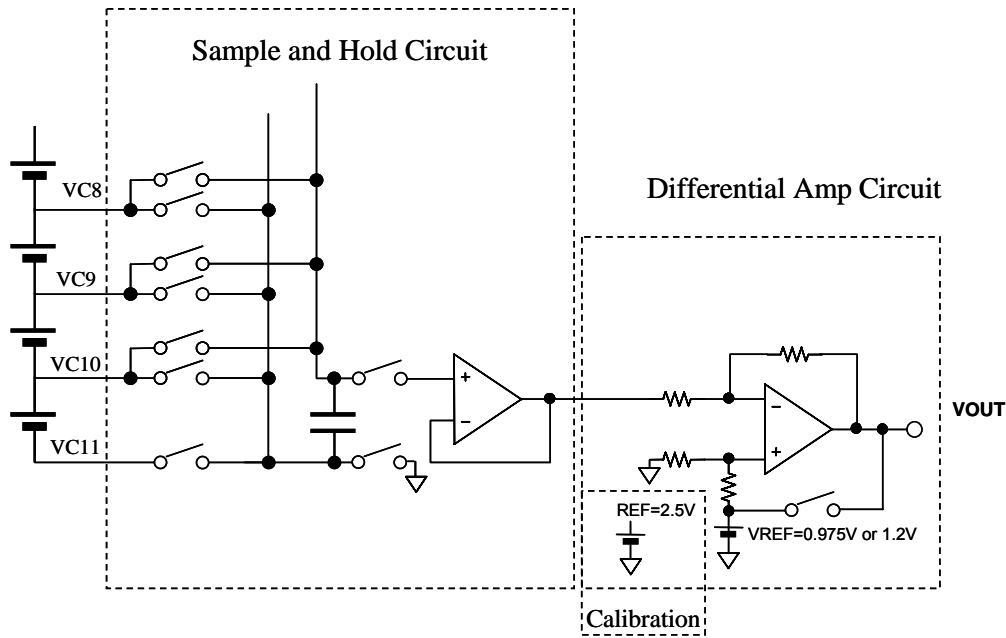 Sample and Hold Circuit
VC8
Differential Amp Circuit
VC9
VC10
+
−
−
+
VOUT
VC11
REF=2.5V
VREF=0.975V or 1.2V
Calibration